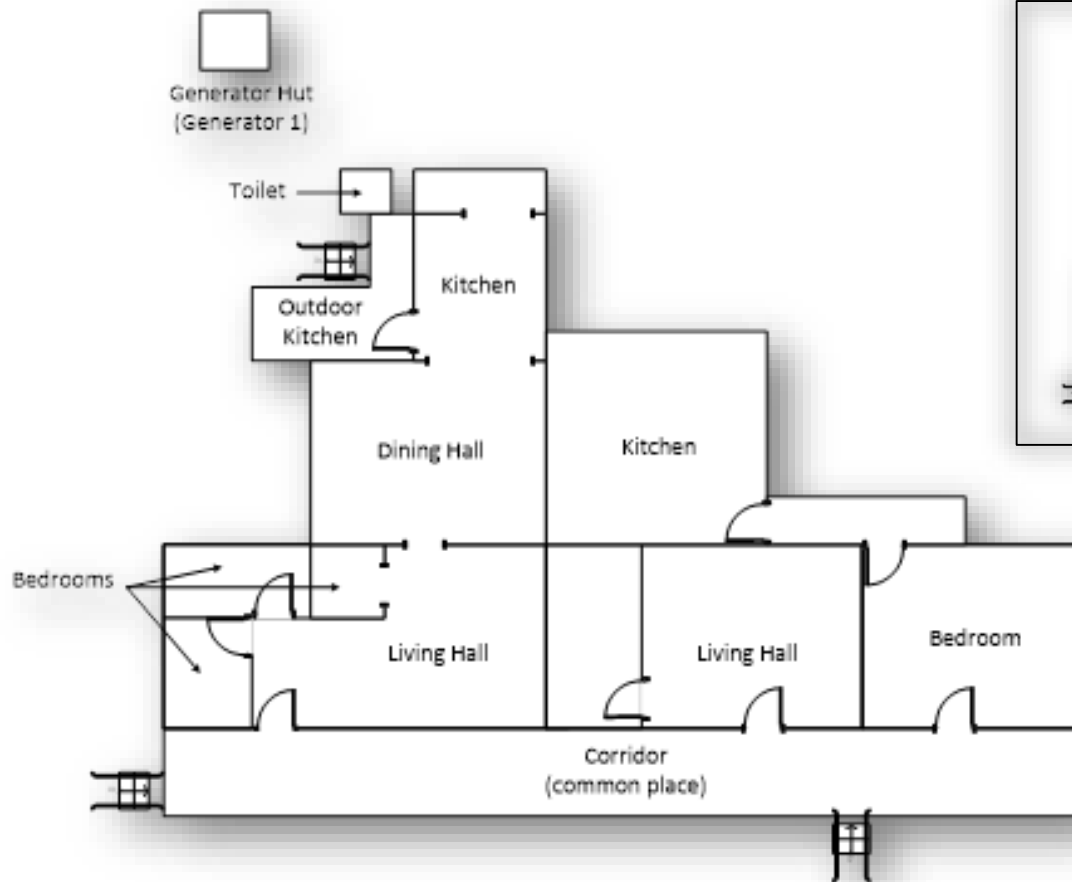 Generator Hut
(Generator 1)
Toilet
Kitchen
Outdoor
Kitchen
Dining Hall
Kitchen
Bedrooms
Living Hall
Living Hall
Bedroom
Corridor
(common place)